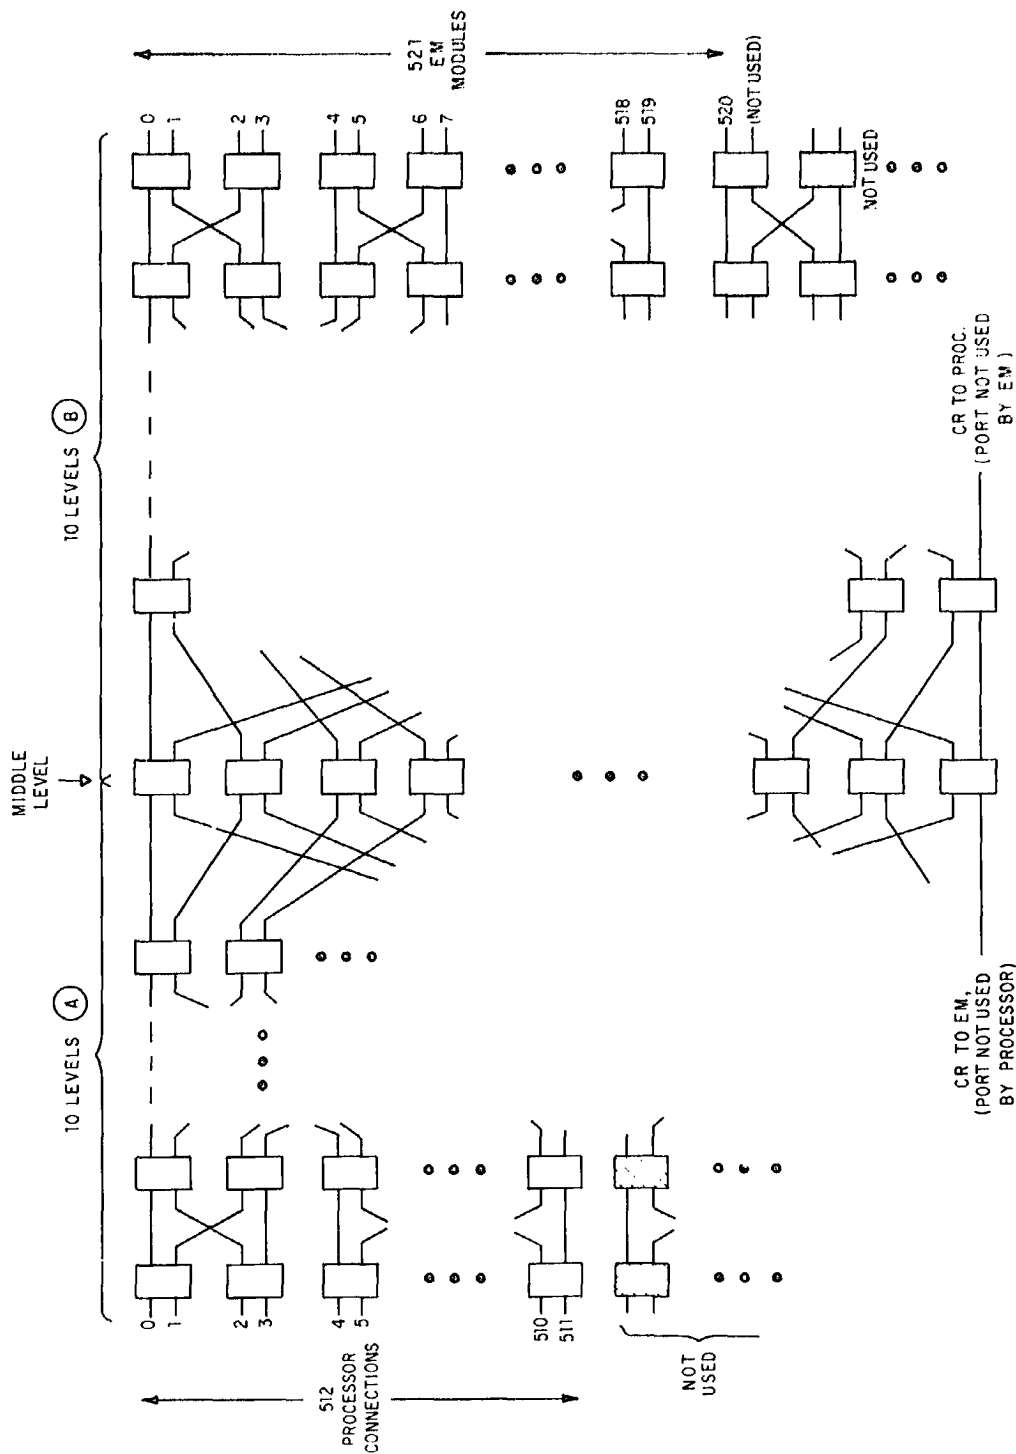 MIDDLE
LEVEL
10 LEVELS A
10 LEVELS B
512
PROCESSOR
CONNECTIONS
0
1
2
3
4
5
510
511
NOT
USED
CR TO EM,
(PORT NOT USED
BY PROCESSOR)
CR TO PROC.
(PORT NOT USED
BY EM)
0
1
2
3
4
5
6
7
518
519
520
(NOT USED)
NOT USED
521
EM
MODULES